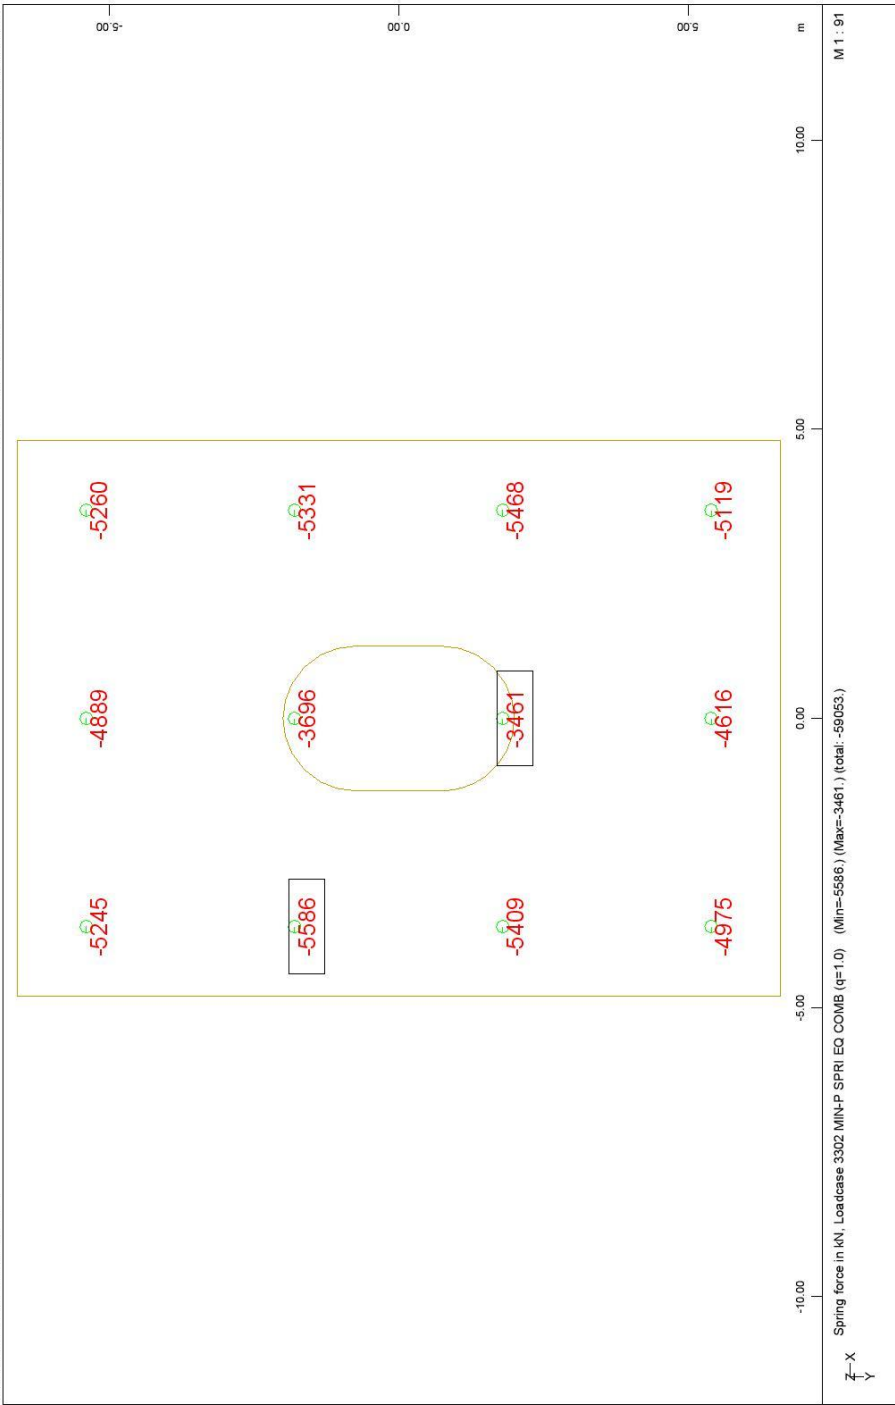 -5245 -4889 -5260
-5.00
-5586 -3696 -5331
0.00
-5409 -3461 -5468
5.00
-4975 -4616 -5119
-10.00 -5.00 0.00 5.00 10.00 m
Spring force in kN, Loadcase 3302 MIN-P SPRI EQ COMB (q=1.0) (Min=-5586.) (Max=-3461.) (total: -59053.) M 1 : 91
Z X
Y